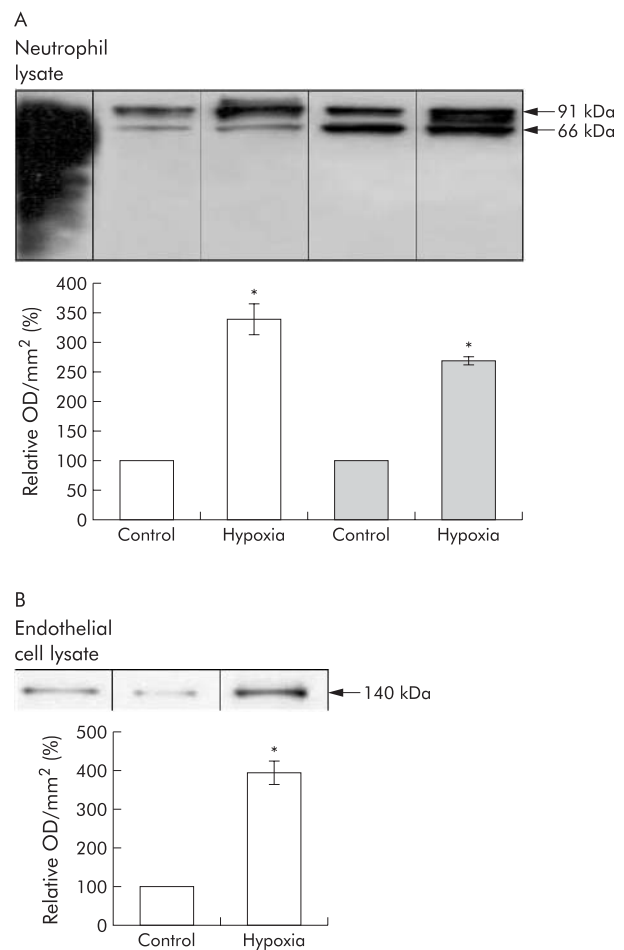 A
Neutrophil
lysate
91 kDa
66 kDa
Relative OD/mm² (%)
400
350
300
250
200
150
100
50
0
*
*
Control
Hypoxia
Control
Hypoxia
B
Endothelial
cell lysate
140 kDa
Relative OD/mm² (%)
500
400
300
200
100
0
*
Control
Hypoxia